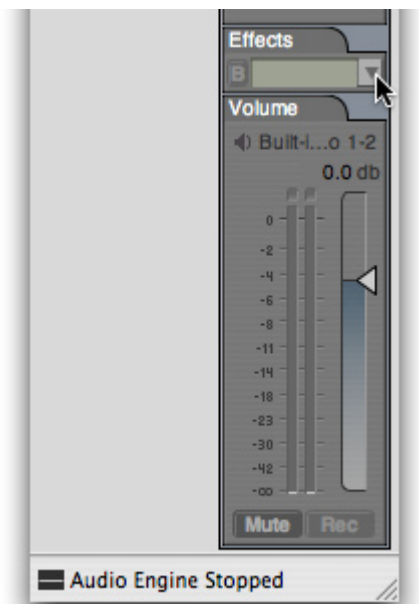 Effects
B
Volume
Built-i...o 1-2
0.0 db
0
-2
-4
-6
-8
-11
-14
-18
-23
-30
-42
-∞
Mute Rec
Audio Engine Stopped